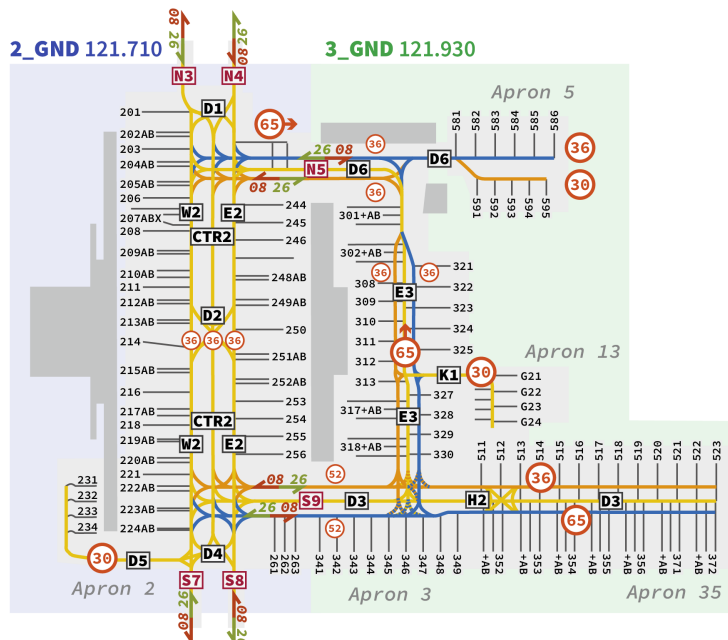 08 26
26 08
2_GND 121.710
3_GND 121.930
N3
N4
Apron 5
D1
65
201
202AB
203
204AB
205AB
206
207ABX
208
209AB
210AB
211
212AB
213AB
214
215AB
216
217AB
218
219AB
220AB
221
222AB
223AB
224AB
581
582
583
584
585
586
36
26 08
N5
D6
D6
36
08 26
36
30
591
592
593
594
595
W2
E2
CTR2
244
245
246
248AB
249AB
250
251AB
252AB
253
254
255
256
301+AB
302+AB
308
309
310
311
312
313
317+AB
318+AB
36
36
E3
321
322
323
324
325
327
328
329
330
D2
36
36
36
65
Apron 13
K1
30
G21
G22
G23
G24
CTR2
E3
W2
E2
511
512
513
514
515
516
517
518
519
520
521
522
523
231
232
233
234
08 26
52
36
S9
D3
H2
D3
26 08
52
65
30
D5
D4
261
262
263
341
342
343
344
345
346
347
348
349
+AB
352
+AB
353
+AB
354
+AB
355
+AB
356
+AB
371
+AB
372
Apron 2
S7
S8
Apron 3
Apron 35
26 08
08 26